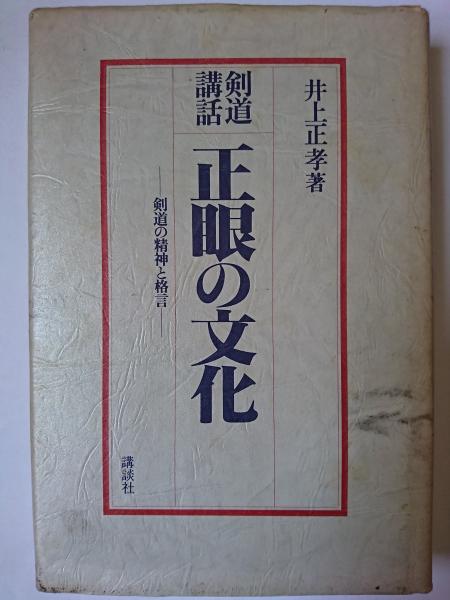 井上正孝著
剣道
講話
正眼の文化
―剣道の精神と格言―
講談社